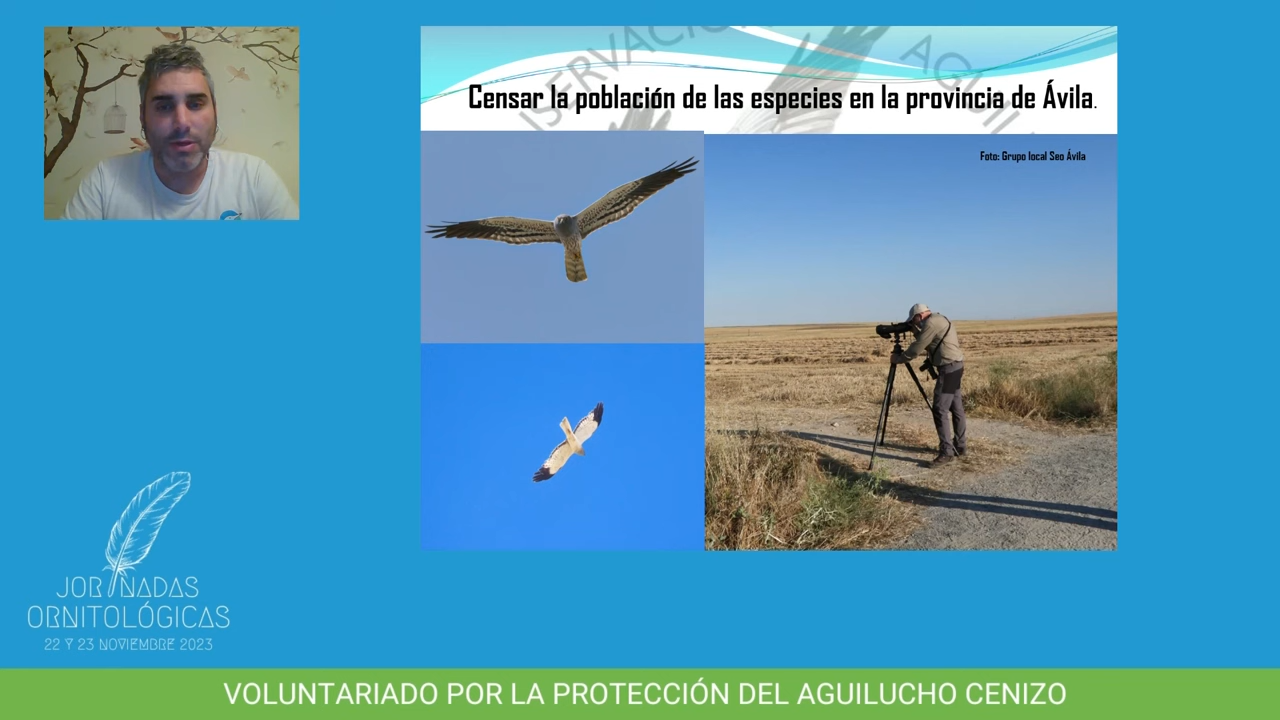 Censar la población de las especies en la provincia de Ávila.
Foto: Grupo local Seo Ávila
JORNADAS
ORNITOLÓGICAS
22 Y 23 NOVIEMBRE 2023
VOLUNTARIADO POR LA PROTECCIÓN DEL AGUILUCHO CENIZO